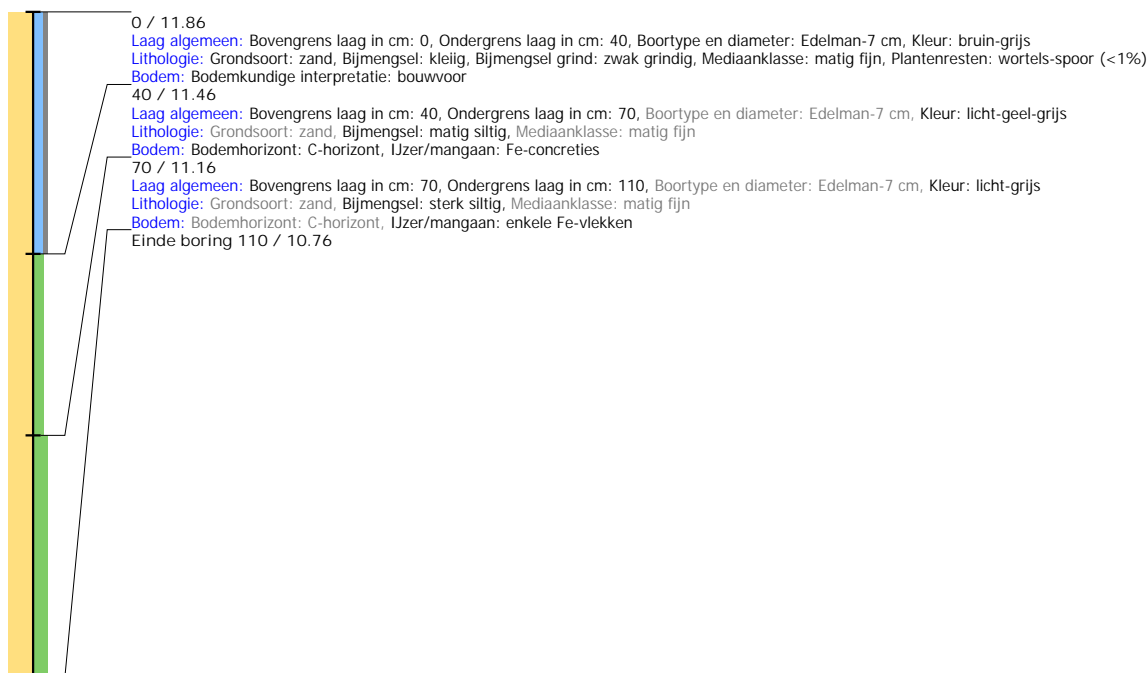 0 / 11.86
Laag algemeen: Bovengrens laag in cm: 0, Ondergrens laag in cm: 40, Boortype en diameter: Edelman-7 cm, Kleur: bruin-grijs
Lithologie: Grondsoort: zand, Bijmengsel: kleiig, Bijmengsel grind: zwak grindig, Mediaanklasse: matig fijn, Plantenresten: wortels-spoor (<1%)
Bodem: Bodemkundige interpretatie: bouwvoor
40 / 11.46
Laag algemeen: Bovengrens laag in cm: 40, Ondergrens laag in cm: 70, Boortype en diameter: Edelman-7 cm, Kleur: licht-geel-grijs
Lithologie: Grondsoort: zand, Bijmengsel: matig siltig, Mediaanklasse: matig fijn
Bodem: Bodemhorizont: C-horizont, IJzer/mangaan: Fe-concreties
70 / 11.16
Laag algemeen: Bovengrens laag in cm: 70, Ondergrens laag in cm: 110, Boortype en diameter: Edelman-7 cm, Kleur: licht-grijs
Lithologie: Grondsoort: zand, Bijmengsel: sterk siltig, Mediaanklasse: matig fijn
Bodem: Bodemhorizont: C-horizont, IJzer/mangaan: enkele Fe-vlekken
Einde boring 110 / 10.76